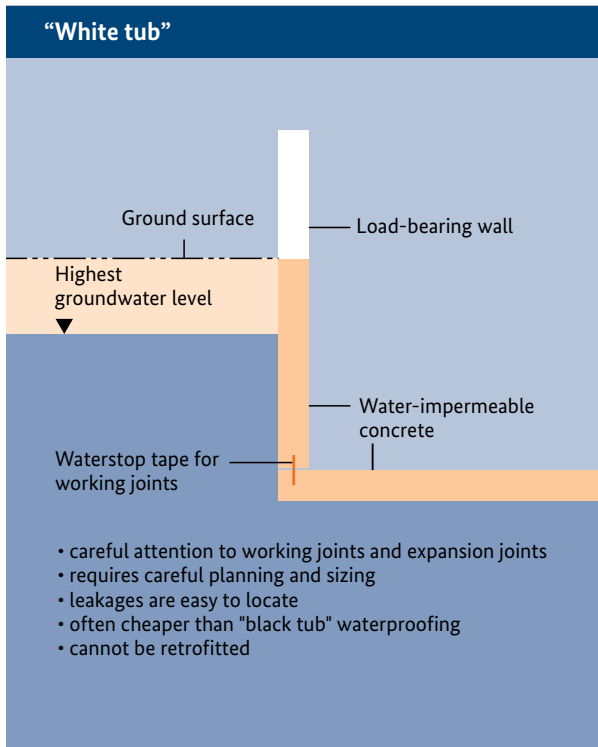 “White tub”
Ground surface
Load-bearing wall
Highest
groundwater level
Water-impermeable
concrete
Waterstop tape for
working joints
• careful attention to working joints and expansion joints
• requires careful planning and sizing
• leakages are easy to locate
• often cheaper than "black tub" waterproofing
• cannot be retrofitted